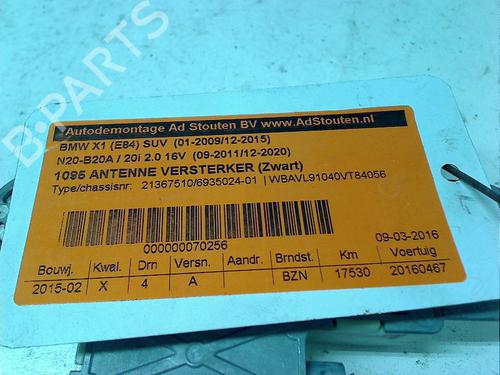 Autodemontage Ad Stouten BV www.AdStouten.nl
BMW X1 (E84) SUV (01-2009/12-2015)
N20-B20A / 20i 2.0 16V (09-2011/12-2020)
1095 ANTENNE VERSTERKER (Zwart)
Type/chassisnr: 21367510/6935024-01 | WBAVL91040VT84056
000000070256
09-03-2016
Bouwj. Kwal. Drn Versn. Aandr. Brndst. Km Voertuig
2015-02 X 4 A BZN 17530 20160467
B-PARTS